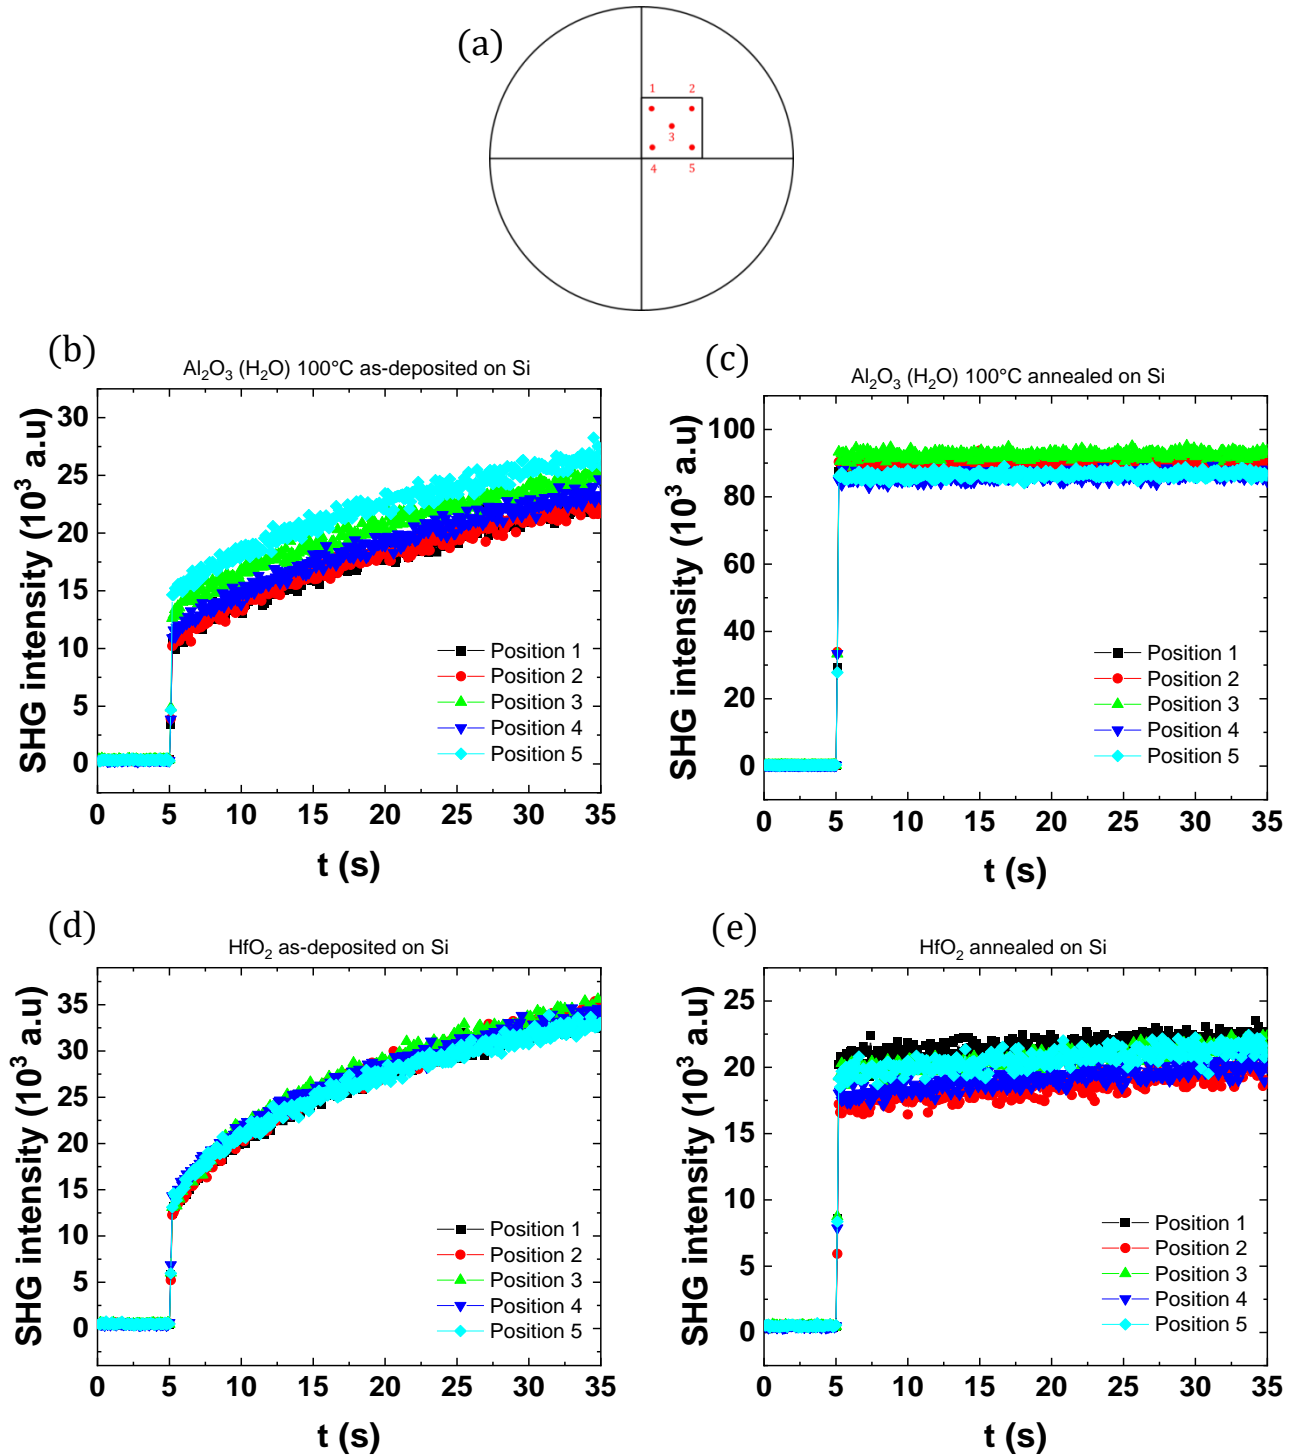 (a)
1 2
3
4 5
(b)
Al₂O₃ (H₂O) 100°C as-deposited on Si
SHG intensity (10³ a.u)
30
25
20
15
10
5
0
Position 1
Position 2
Position 3
Position 4
Position 5
0 5 10 15 20 25 30 35
t (s)
(c)
Al₂O₃ (H₂O) 100°C annealed on Si
SHG intensity (10³ a.u)
100
80
60
40
20
0
Position 1
Position 2
Position 3
Position 4
Position 5
0 5 10 15 20 25 30 35
t (s)
(d)
HfO₂ as-deposited on Si
SHG intensity (10³ a.u)
35
30
25
20
15
10
5
0
Position 1
Position 2
Position 3
Position 4
Position 5
0 5 10 15 20 25 30 35
t (s)
(e)
HfO₂ annealed on Si
SHG intensity (10³ a.u)
25
20
15
10
5
0
Position 1
Position 2
Position 3
Position 4
Position 5
0 5 10 15 20 25 30 35
t (s)